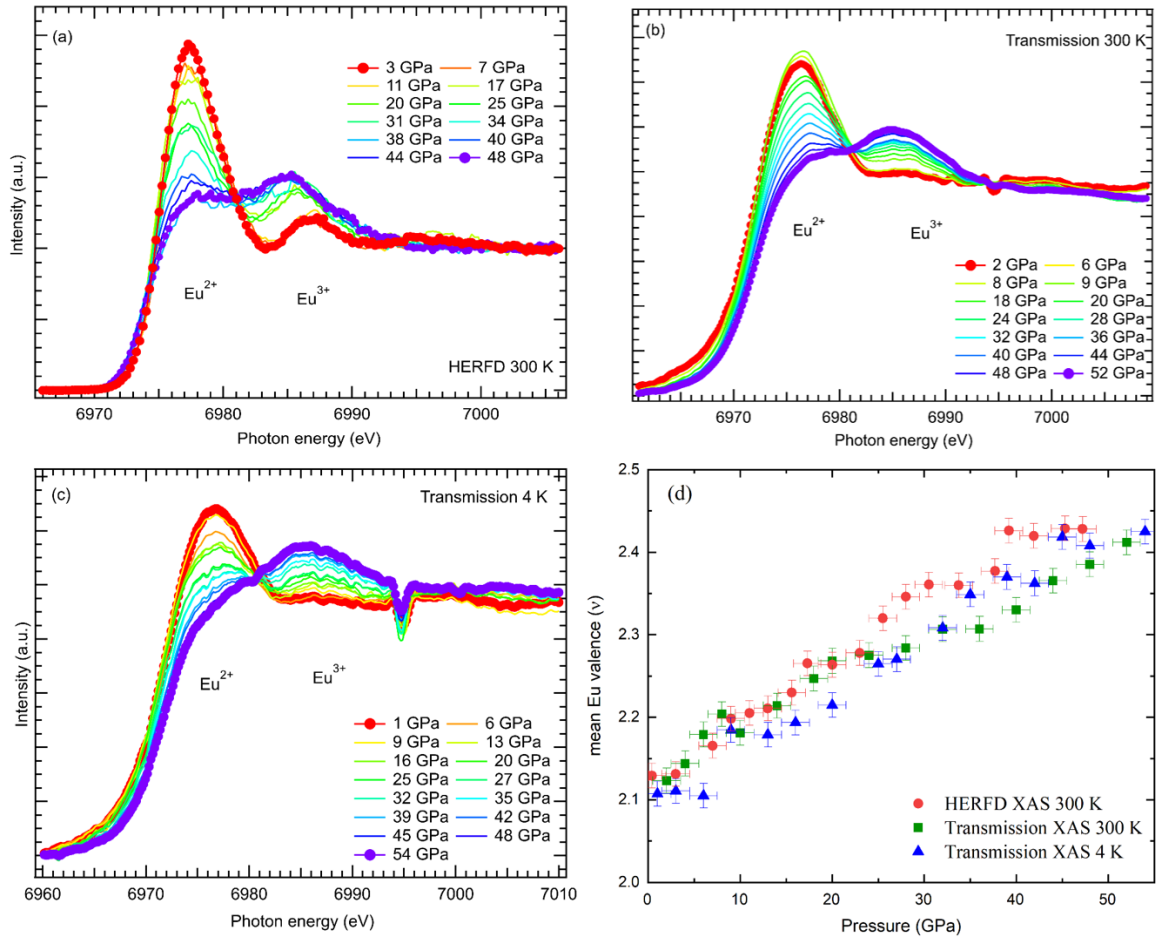 (a)
3 GPa 7 GPa
11 GPa 17 GPa
20 GPa 25 GPa
31 GPa 34 GPa
38 GPa 40 GPa
44 GPa 48 GPa
Eu2+
Eu3+
HERFD 300 K
Intensity (a.u.)
6970 6980 6990 7000
Photon energy (eV)
(b)
Transmission 300 K
Eu2+
Eu3+
2 GPa 6 GPa
8 GPa 9 GPa
18 GPa 20 GPa
24 GPa 28 GPa
32 GPa 36 GPa
40 GPa 44 GPa
48 GPa 52 GPa
Intensity (a.u.)
6970 6980 6990 7000
Photon energy (eV)
(c)
Transmission 4 K
Eu2+
Eu3+
1 GPa 6 GPa
9 GPa 13 GPa
16 GPa 20 GPa
25 GPa 27 GPa
32 GPa 35 GPa
39 GPa 42 GPa
45 GPa 48 GPa
54 GPa
Intensity (a.u.)
6960 6970 6980 6990 7000 7010
Photon energy (eV)
(d)
2.5
2.4
2.3
2.2
2.1
2.0
mean Eu valence (ν)
HERFD XAS 300 K
Transmission XAS 300 K
Transmission XAS 4 K
0 10 20 30 40 50
Pressure (GPa)